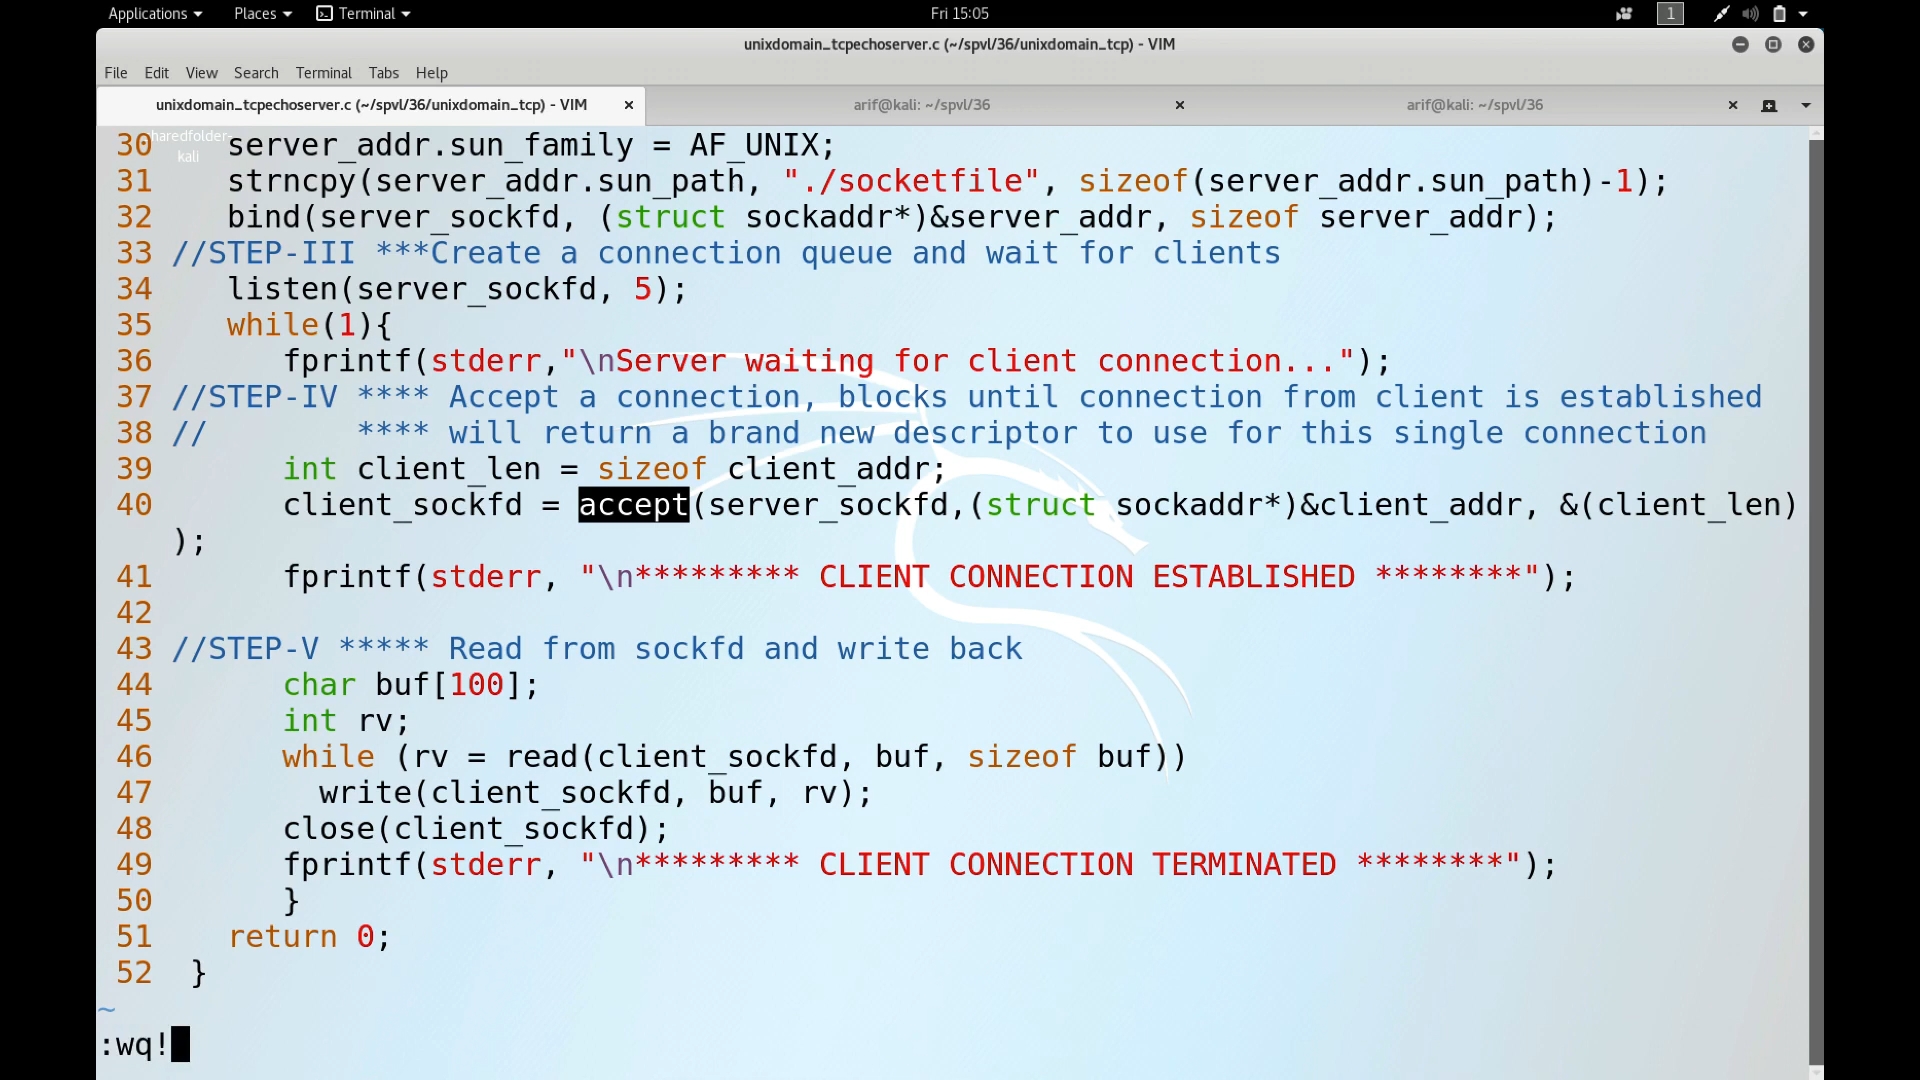 Applications Places Terminal Fri 15:05 1
unixdomain_tcpechoserver.c (~/spvl/36/unixdomain_tcp) - VIM
File Edit View Search Terminal Tabs Help
unixdomain_tcpechoserver.c (~/spvl/36/unixdomain_tcp) - VIM × arif@kali: ~/spvl/36 × arif@kali: ~/spvl/36 ×
haredfolder-
kali
30    server_addr.sun_family = AF_UNIX;
31    strncpy(server_addr.sun_path, "./socketfile", sizeof(server_addr.sun_path)-1);
32    bind(server_sockfd, (struct sockaddr*)&server_addr, sizeof server_addr);
33 //STEP-III ***Create a connection queue and wait for clients
34    listen(server_sockfd, 5);
35    while(1){
36       fprintf(stderr,"\nServer waiting for client connection...");
37 //STEP-IV **** Accept a connection, blocks until connection from client is established
38 //        **** will return a brand new descriptor to use for this single connection
39       int client_len = sizeof client_addr;
40       client_sockfd = accept(server_sockfd,(struct sockaddr*)&client_addr, &(client_len)
);
41       fprintf(stderr, "\n********* CLIENT CONNECTION ESTABLISHED ********");
42
43 //STEP-V ***** Read from sockfd and write back
44       char buf[100];
45       int rv;
46       while (rv = read(client_sockfd, buf, sizeof buf))
47         write(client_sockfd, buf, rv);
48       close(client_sockfd);
49       fprintf(stderr, "\n********* CLIENT CONNECTION TERMINATED ********");
50       }
51    return 0;
52  }
~
:wq!